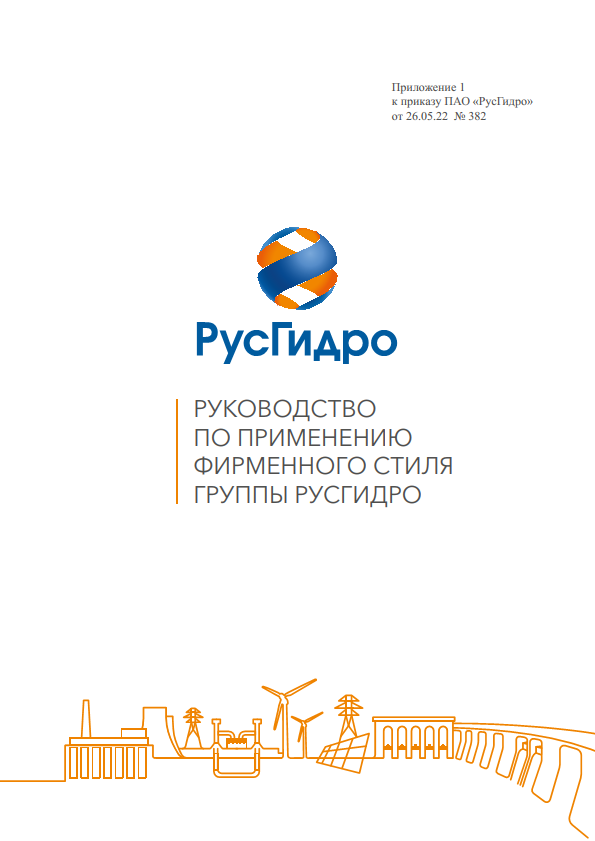 Приложение 1
к приказу ПАО «РусГидро»
от 26.05.22 № 382
РусГидро
РУКОВОДСТВО
ПО ПРИМЕНЕНИЮ
ФИРМЕННОГО СТИЛЯ
ГРУППЫ РУСГИДРО